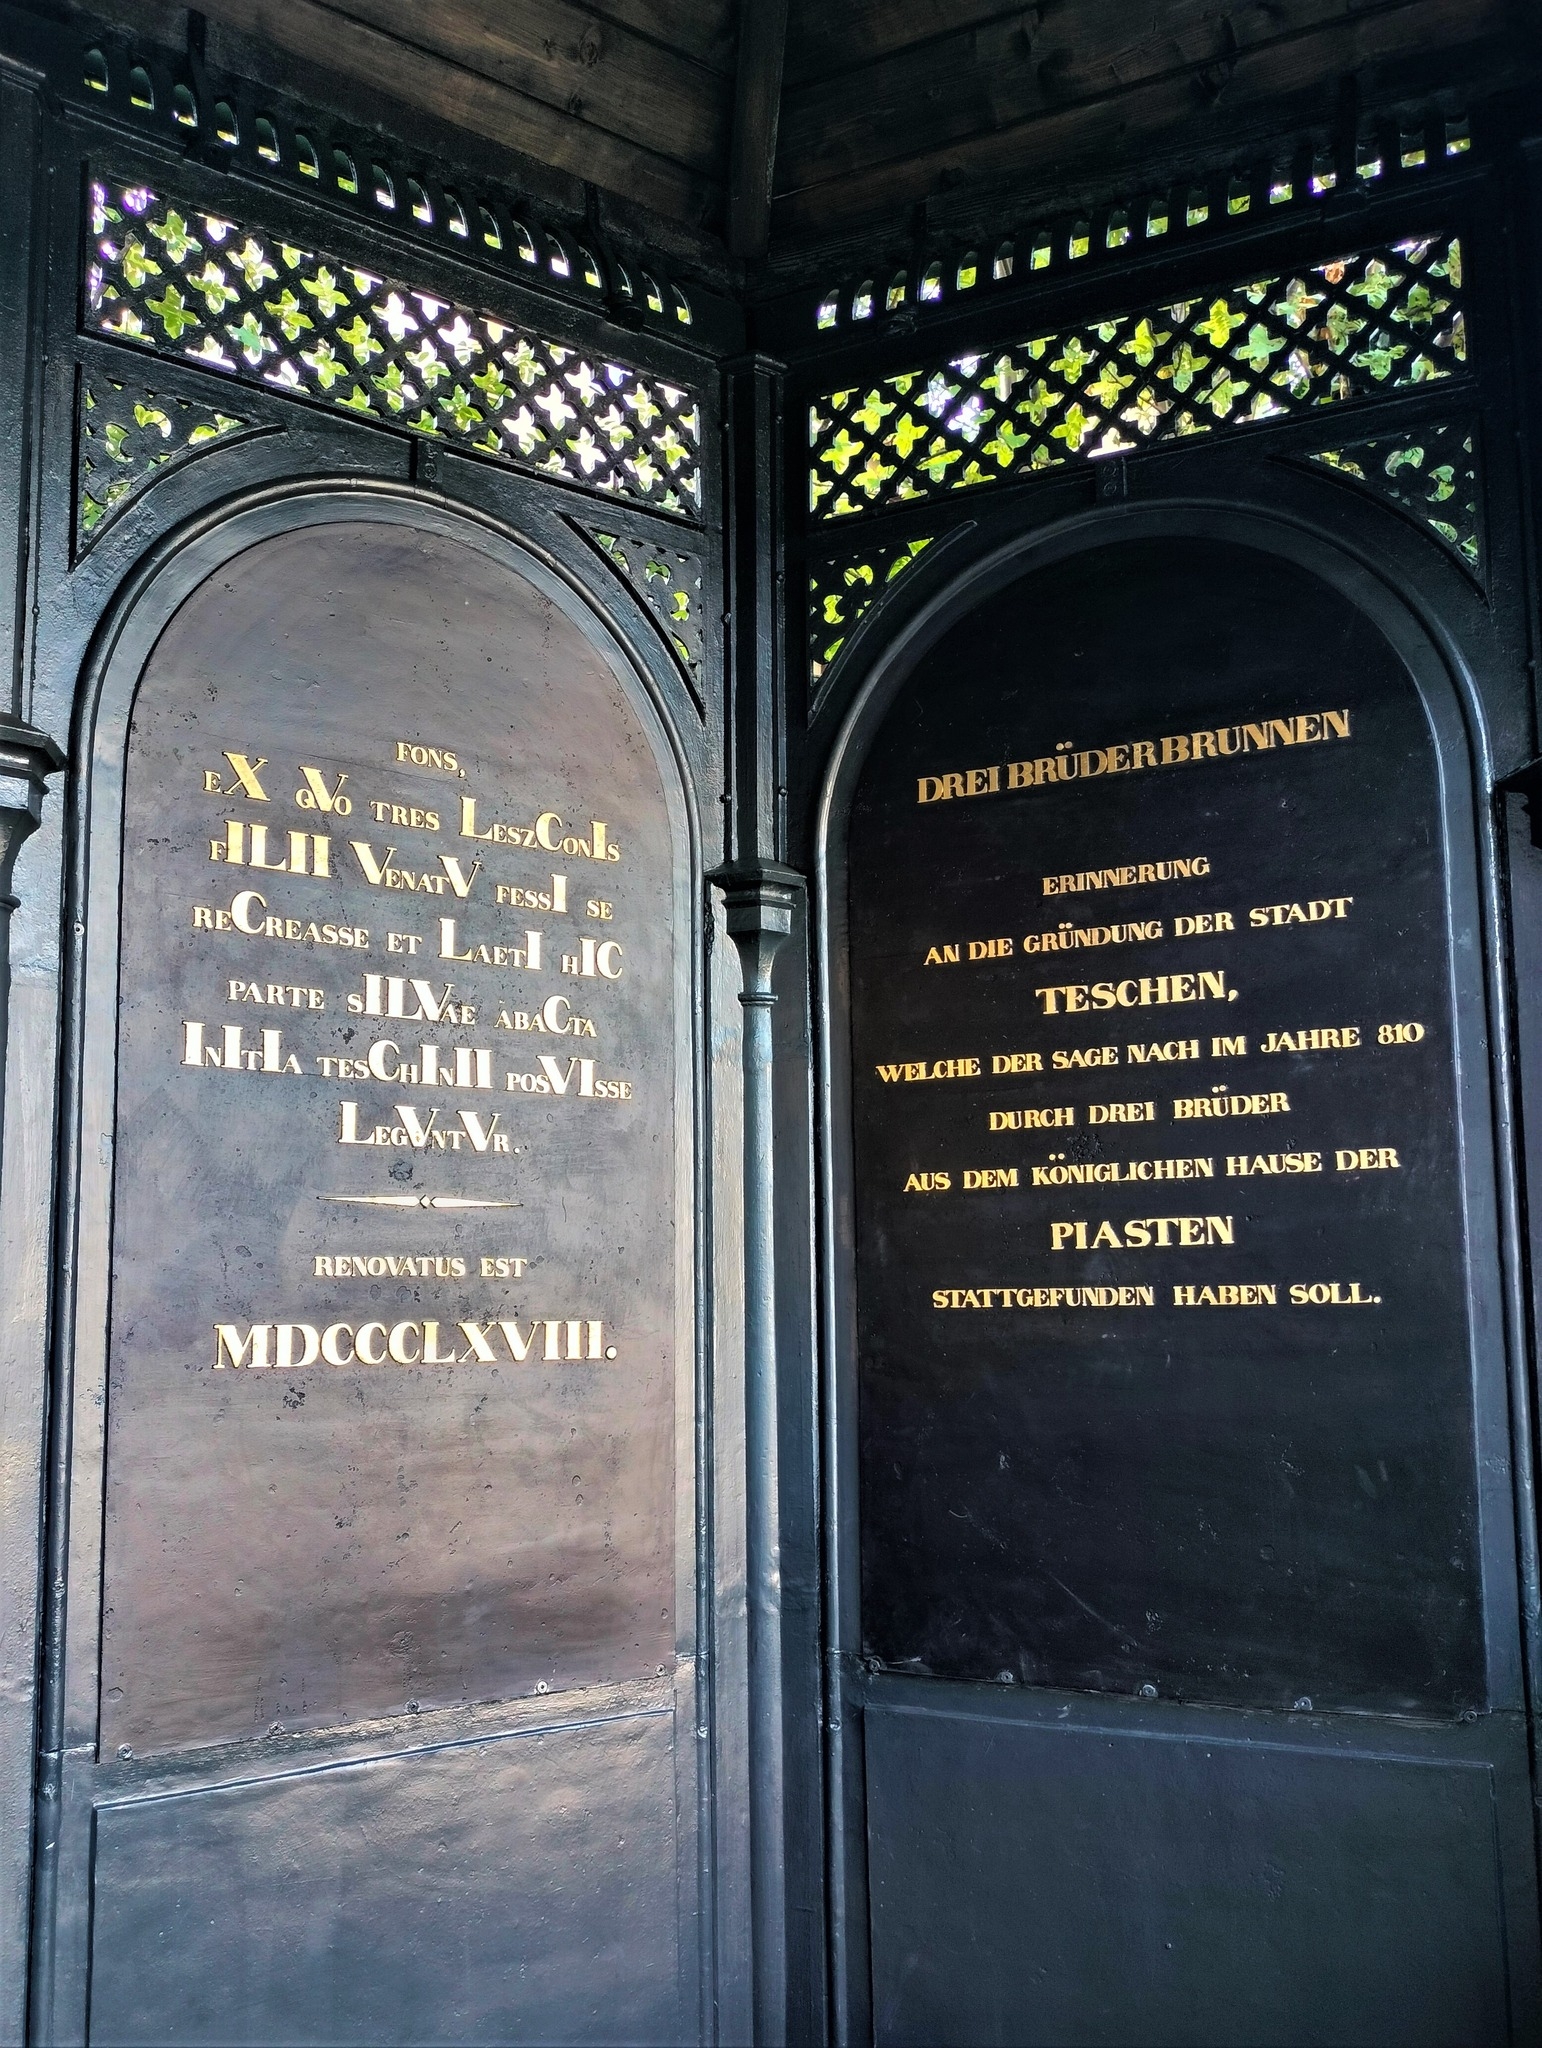 FONS,
EX QVO TRES LESZCONIS
FILII VENATV FESSI SE
RECREASSE ET LAETI HIC
PARTE SILVAE ABACTA
INITIA TESCHINII POSVISSE
LEGVNTVR.
RENOVATUS EST
MDCCCLXVIII.
DREI BRÜDER BRUNNEN
ERINNERUNG
AN DIE GRÜNDUNG DER STADT
TESCHEN,
WELCHE DER SAGE NACH IM JAHRE 810
DURCH DREI BRÜDER
AUS DEM KÖNIGLICHEN HAUSE DER
PIASTEN
STATTGEFUNDEN HABEN SOLL.